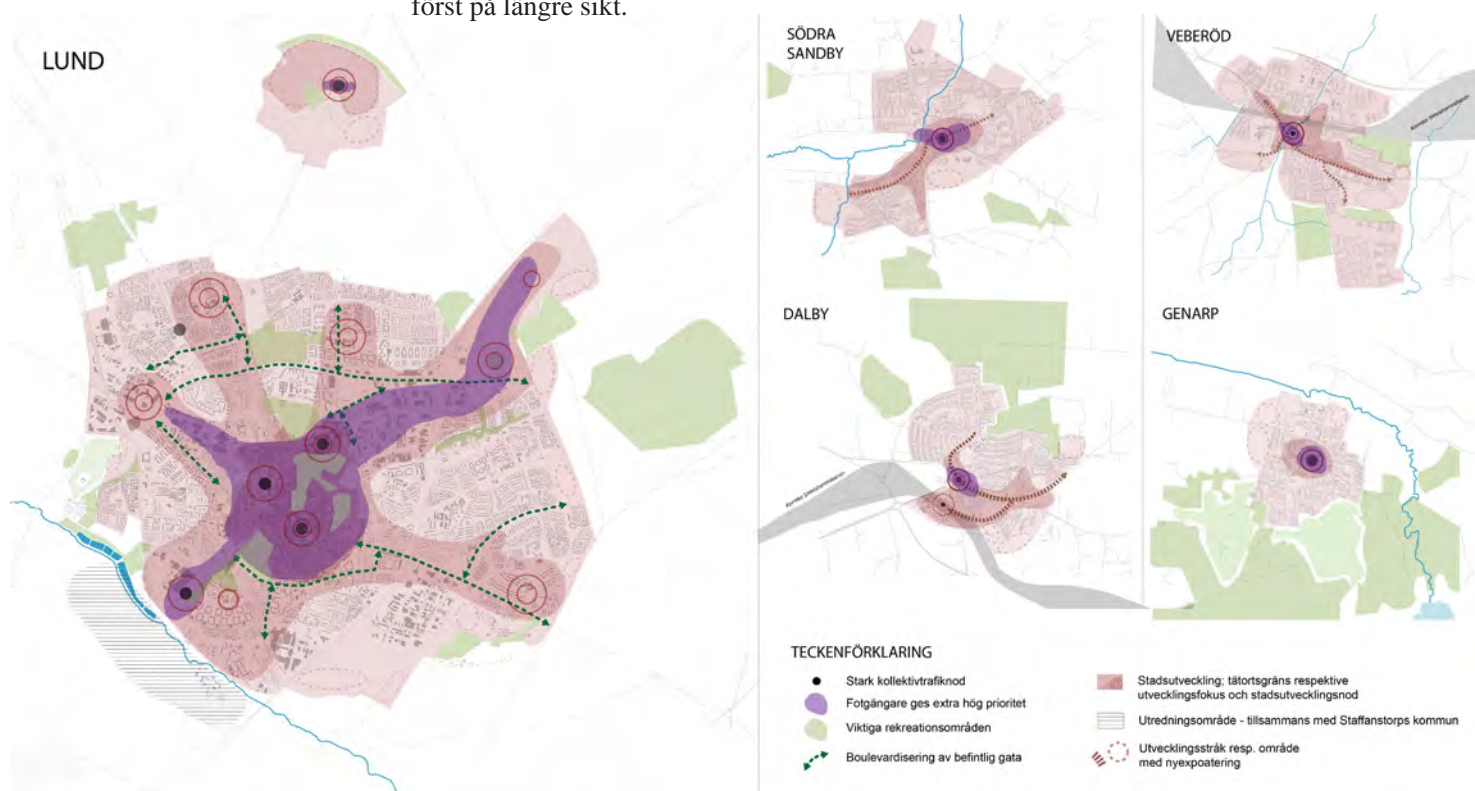 först på längre sikt.
LUND
SÖDRA
SANDBY
VEBERÖD
DALBY
GENARP
TECKENFÖRKLARING
Stark kollektivtrafiknod
Fotgängare ges extra hög prioritet
Viktiga rekreationsområden
Boulevardisering av befintlig gata
Stadsutveckling; tätortsgräns respektive
utvecklingsfokus och stadsutvecklingsnod
Utredningsområde - tillsammans med Staffanstorps kommun
Utvecklingsstråk resp. område
med nyexpoatering